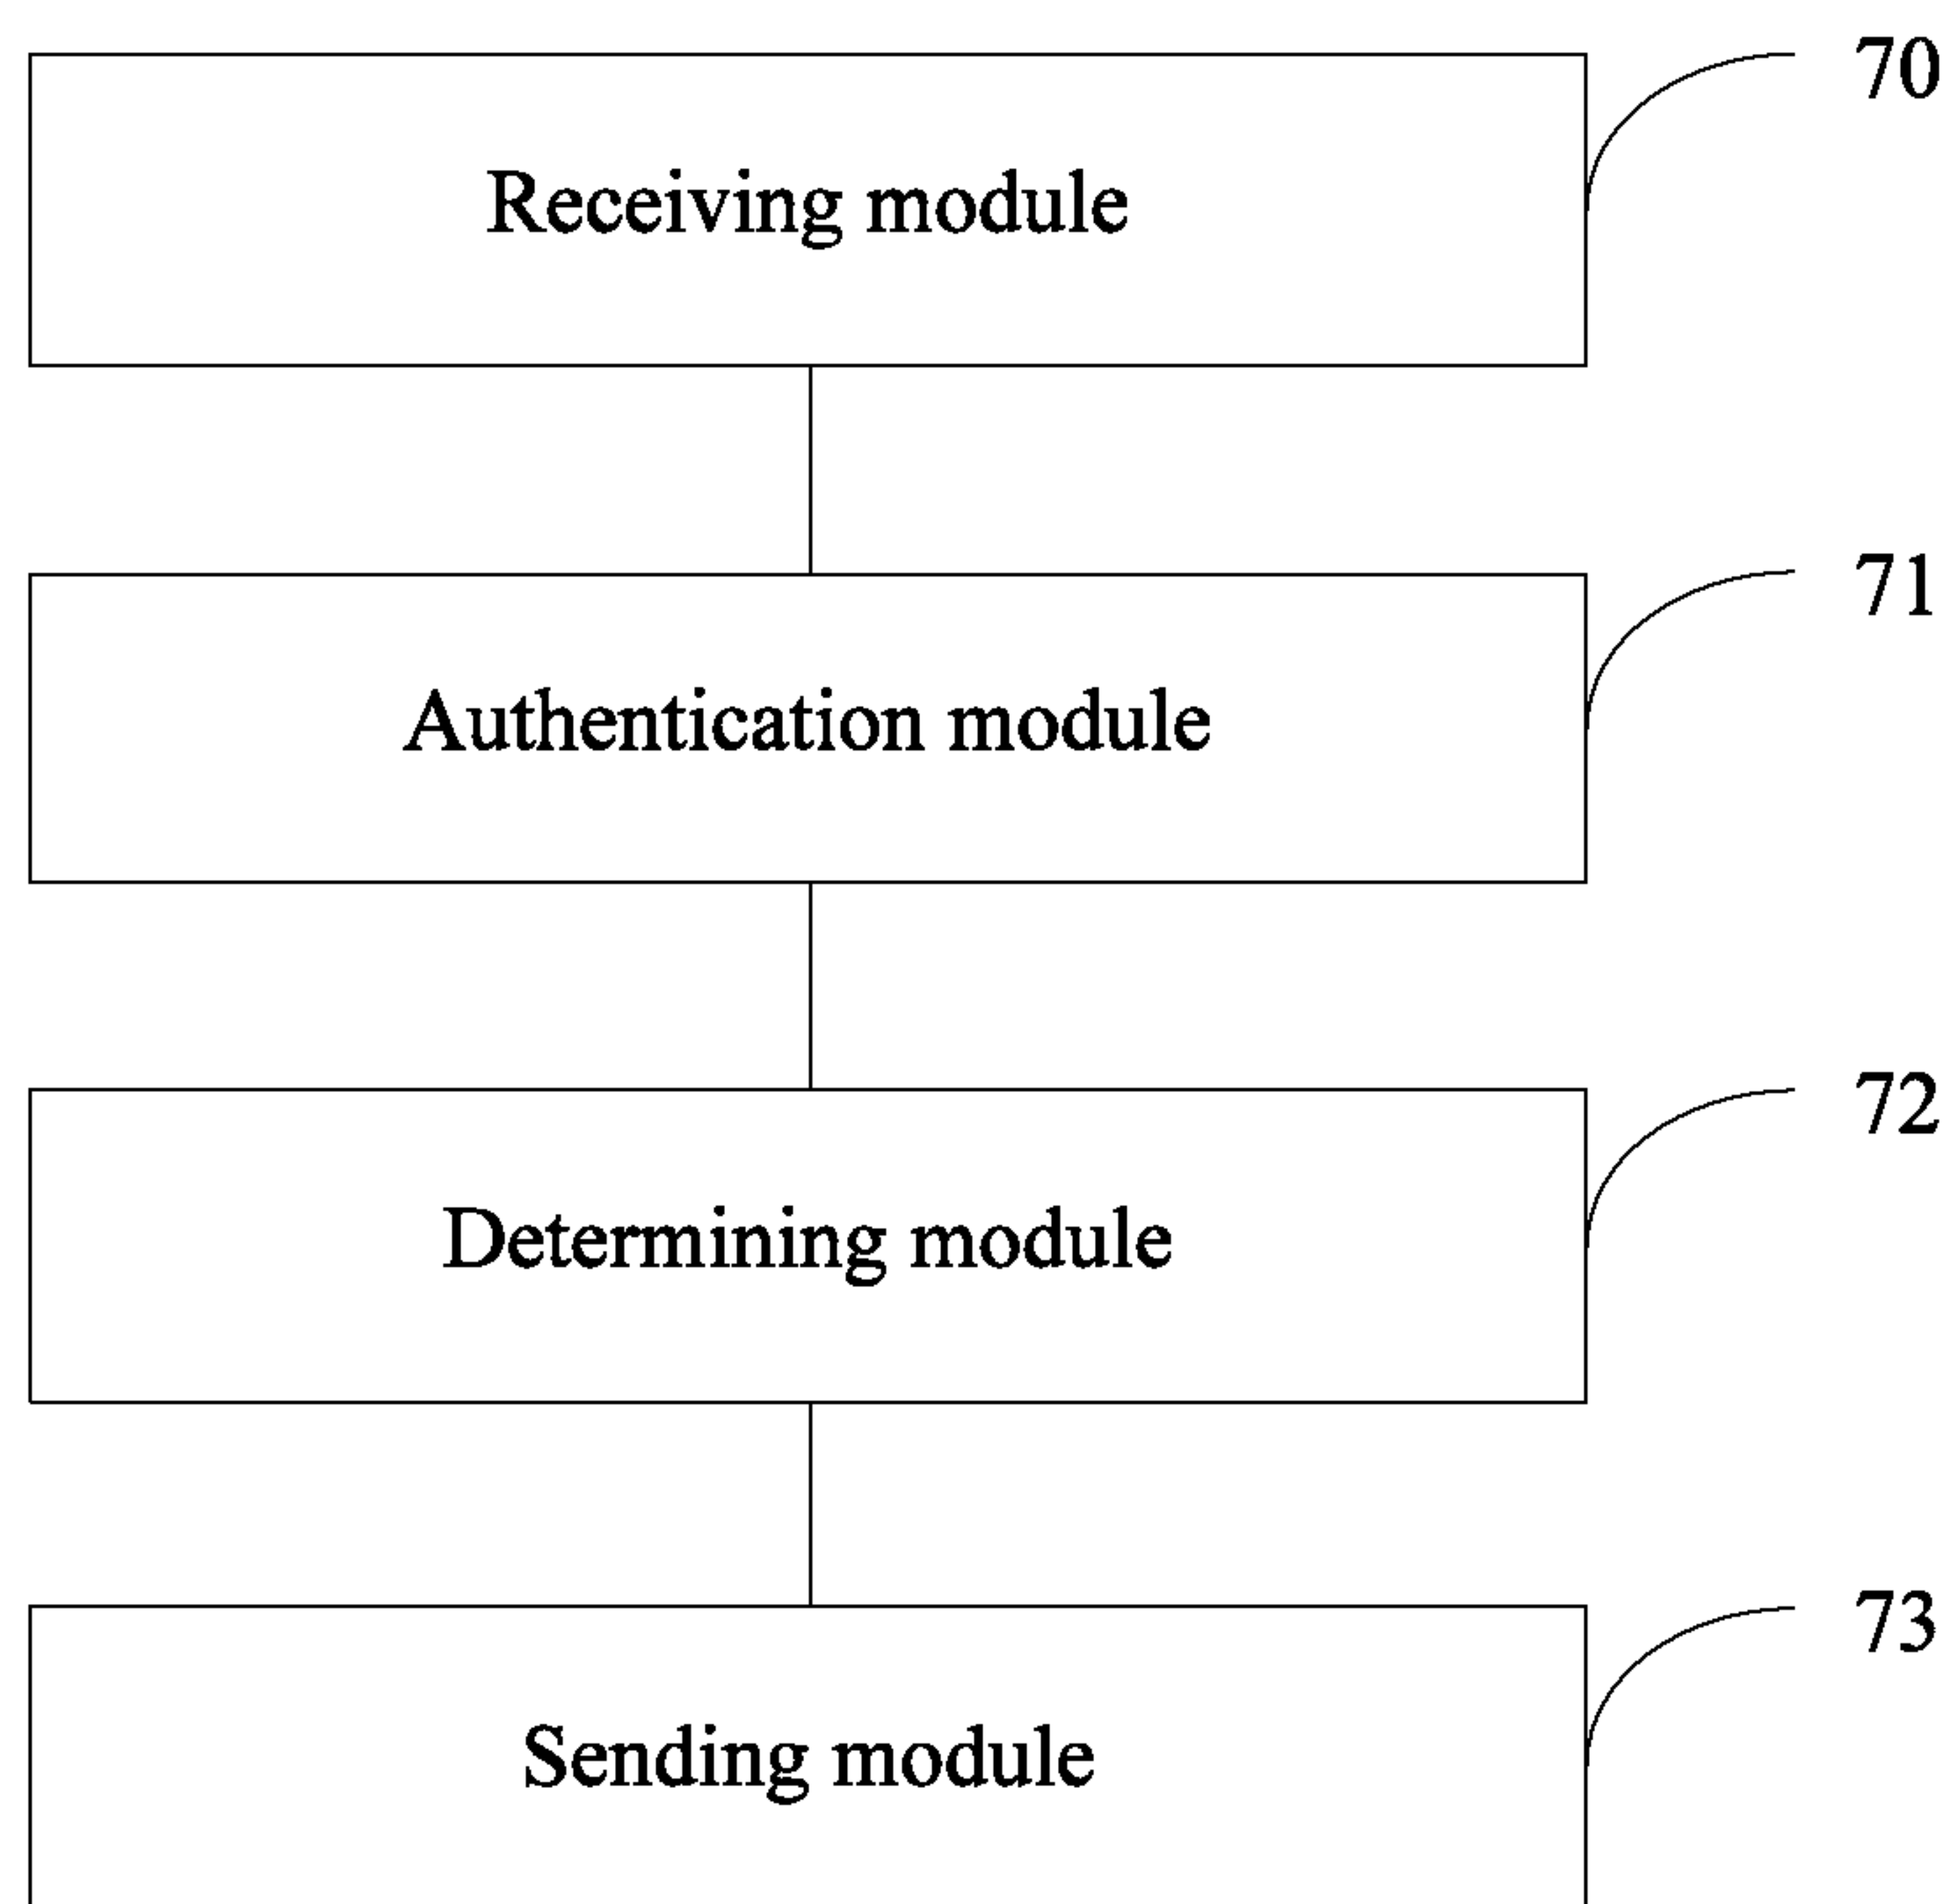 70
Receiving module
71
Authentication module
72
Determining module
73
Sending module